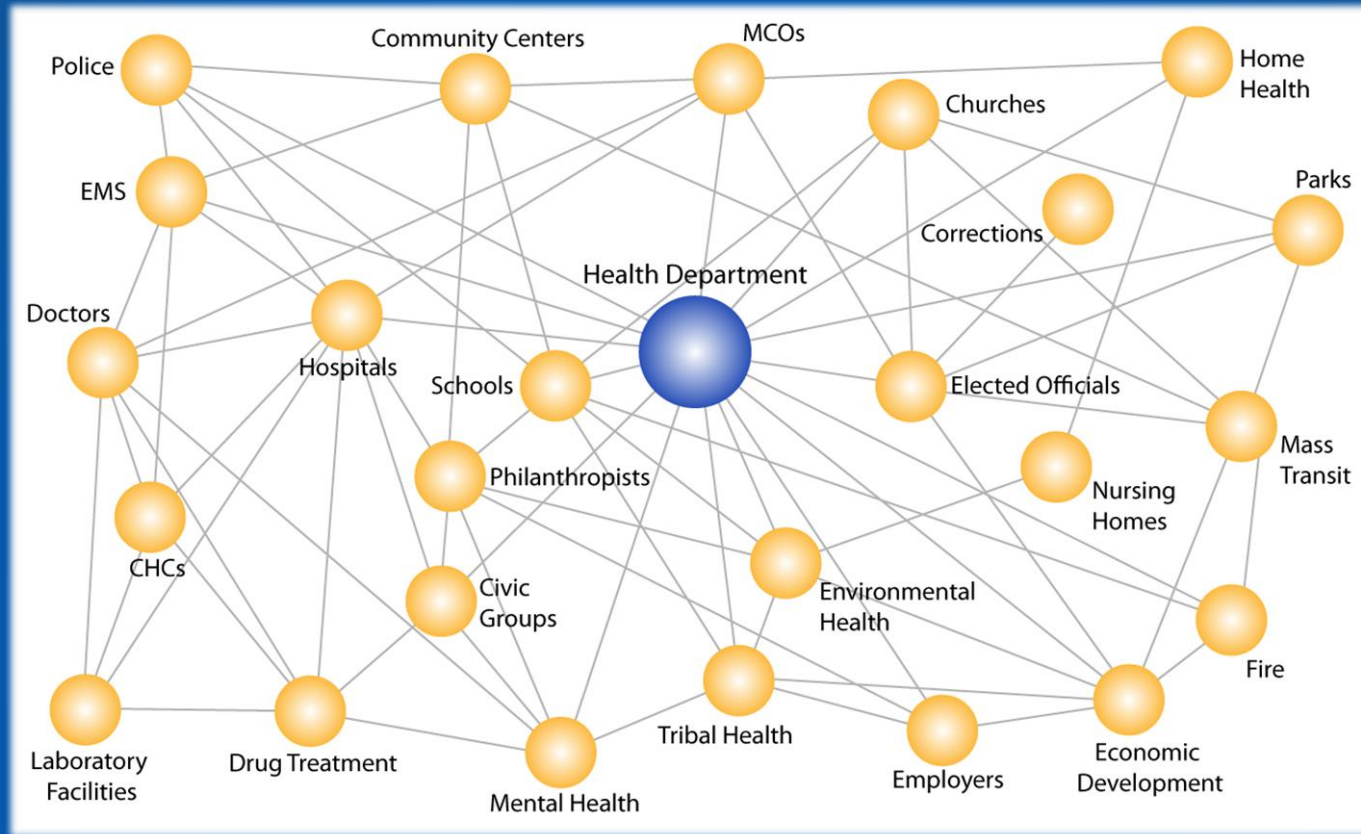 Community Centers
MCOs
Police
Home
Health
Churches
EMS
Parks
Corrections
Health Department
Doctors
Hospitals
Schools
Elected Officials
Mass
Transit
Philanthropists
Nursing
Homes
CHCs
Civic
Groups
Environmental
Health
Fire
Tribal Health
Laboratory
Facilities
Drug Treatment
Mental Health
Employers
Economic
Development